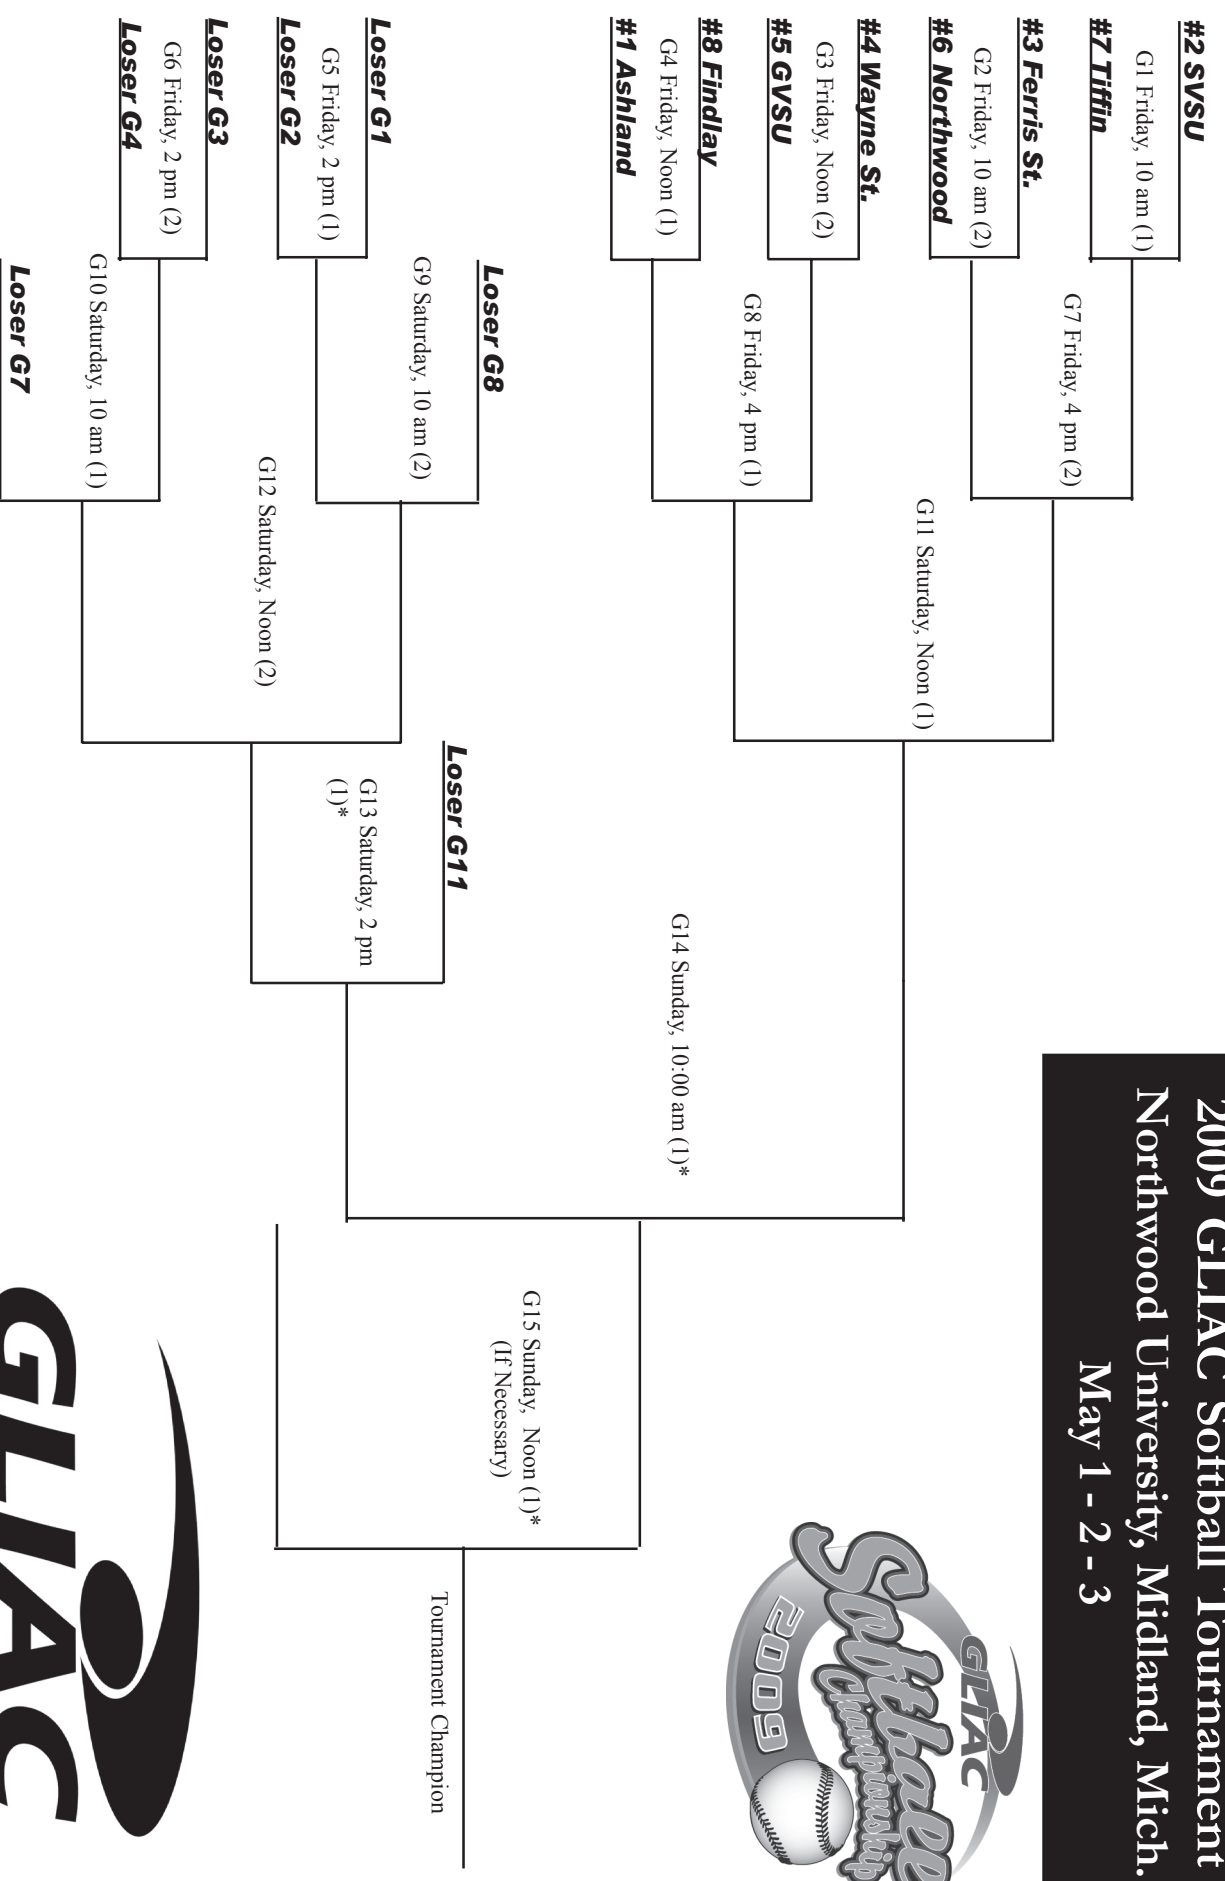 2009 GLIAC Softball Tournament
Northwood University, Midland, Mich.
May 1 - 2 - 3
#2 SVSU
G1 Friday, 10 am (1)
#7 Tiffin
G7 Friday, 4 pm (2)
#3 Ferris St.
G2 Friday, 10 am (2)
#6 Northwood
G11 Saturday, Noon (1)
#4 Wayne St.
G3 Friday, Noon (2)
#5 GVSU
G8 Friday, 4 pm (1)
#8 Findlay
G4 Friday, Noon (1)
#1 Ashland
G14 Sunday, 10:00 am (1)*
G15 Sunday,  Noon (1)*
(If Necessary)
Tournament Champion
Loser G8
G9 Saturday, 10 am (2)
Loser G1
G5 Friday, 2 pm (1)
Loser G2
Loser G11
G13 Saturday, 2 pm
(1)*
G12 Saturday, Noon (2)
Loser G3
G6 Friday, 2 pm (2)
Loser G4
G10 Saturday, 10 am (1)
Loser G7
GLIAC
Softball
Championship
2009
GLIAC